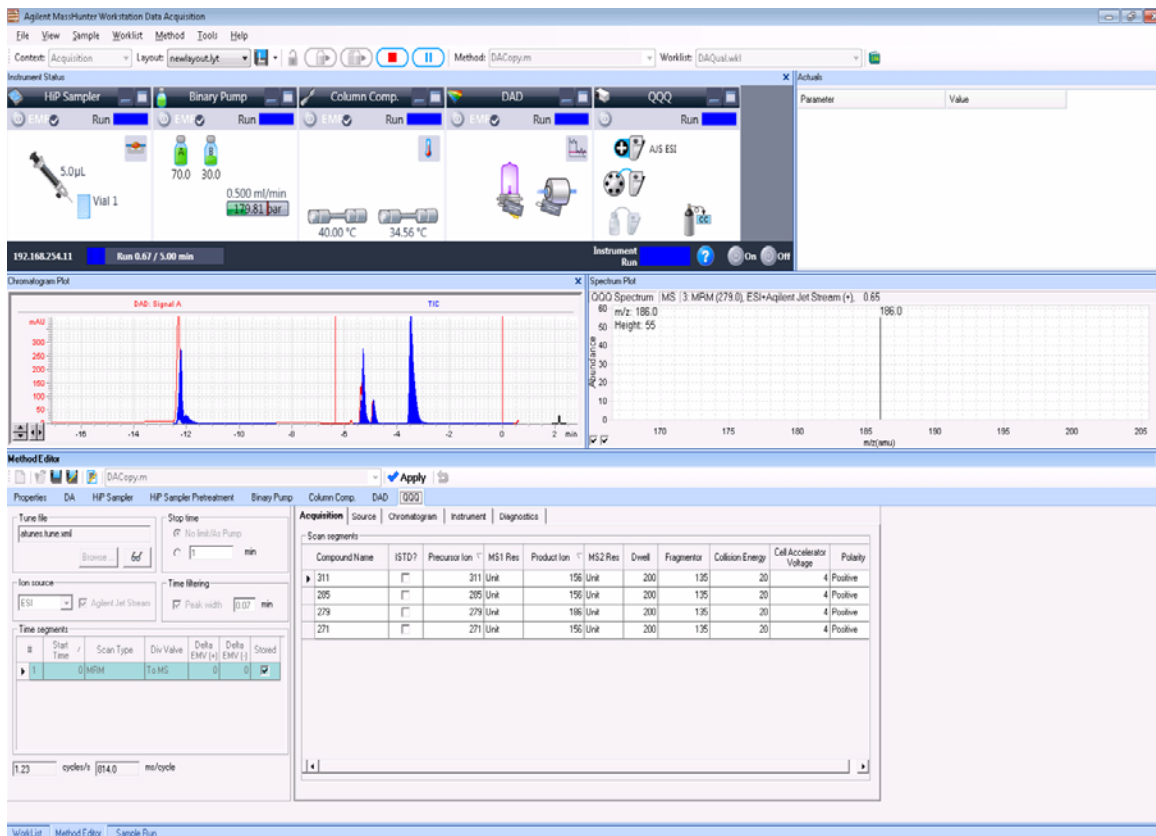 Agilent MassHunter Workstation Data Acquisition
File View Sample Worklist Method Tools Help
Context: Acquisition Layout: newlayout.lyt Method: DACopy.m Worklist: DAQual.wkl
Instrument Status
Actuals
HiP Sampler Binary Pump Column Comp. DAD QQQ
Parameter Value
EMF Run EMF Run EMF Run EMF Run Run
5.0µL
Vial 1
A B
70.0 30.0
0.500 ml/min
179.81 bar
40.00 °C 34.56 °C
A/S ESI
CC
192.168.254.11 Run 0.67 / 5.00 min Instrument Run ? On Off
Chromatogram Plot
DAD: Signal A TIC
mAU
300
250
200
150
100
50
-16 -14 -12 -10 -8 -6 -4 -2 0 2 min
Spectrum Plot
QQQ Spectrum MS 3: MRM (279.0), ESI+Agilent Jet Stream (+), 0.65
m/z: 186.0
Height: 55
186.0
Abundance
60
50
40
30
20
10
0
170 175 180 185 190 195 200 205
m/z(amu)
Method Editor
DACopy.m Apply
Properties DA HiP Sampler HiP Sampler Pretreatment Binary Pump Column Comp. DAD QQQ
Tune file
atunes.tune.xml
Browse...
Stop time
No limit/As Pump
1 min
Ion source
ESI Agilent Jet Stream
Time filtering
Peak width 0.07 min
Time segments
# Start Time Scan Type Div Valve Delta EMV (+) Delta EMV (-) Stored
1 0 MRM To MS 0 0
1.23 cycles/s 814.0 ms/cycle
Acquisition Source Chromatogram Instrument Diagnostics
Scan segments
Compound Name ISTD? Precursor Ion MS1 Res Product Ion MS2 Res Dwell Fragmentor Collision Energy Cell Accelerator Voltage Polarity
311 311 Unit 156 Unit 200 135 20 4 Positive
285 285 Unit 156 Unit 200 135 20 4 Positive
279 279 Unit 186 Unit 200 135 20 4 Positive
271 271 Unit 156 Unit 200 135 20 4 Positive
WorkList Method Editor Sample Run